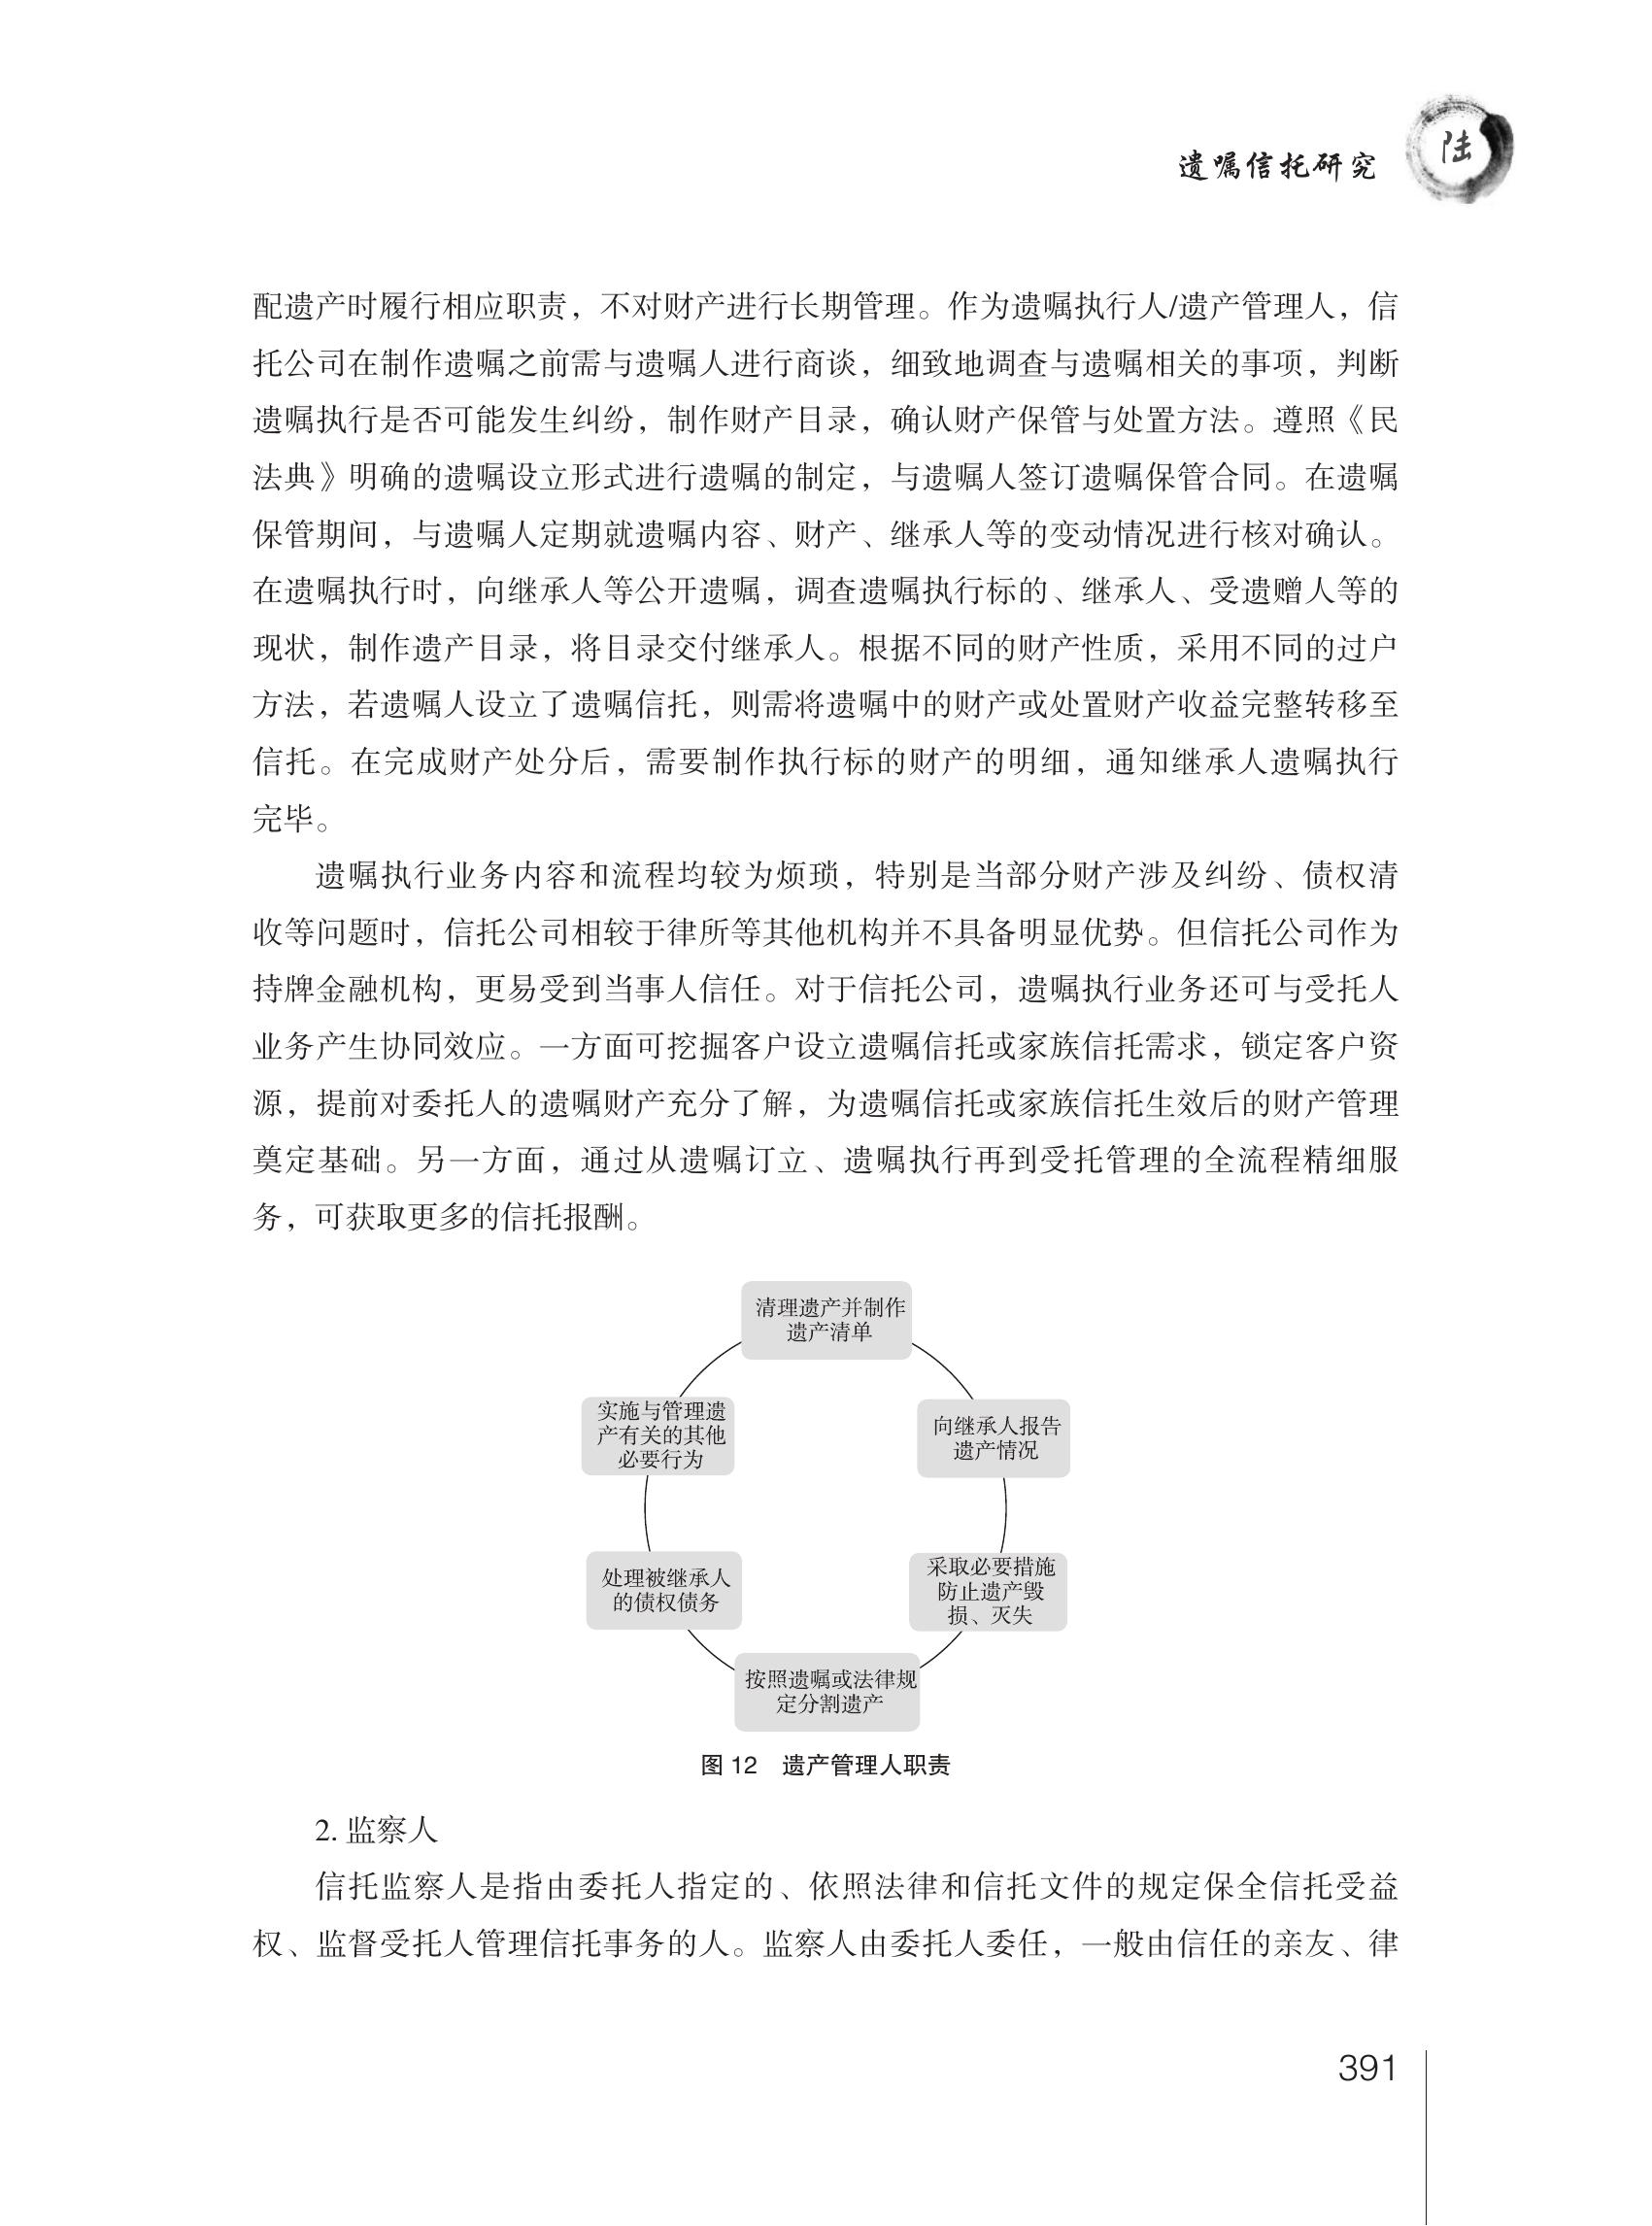 遗嘱信托研究
陆
配遗产时履行相应职责，不对财产进行长期管理。作为遗嘱执行人/遗产管理人，信
托公司在制作遗嘱之前需与遗嘱人进行商谈，细致地调查与遗嘱相关的事项，判断
遗嘱执行是否可能发生纠纷，制作财产目录，确认财产保管与处置方法。遵照《民
法典》明确的遗嘱设立形式进行遗嘱的制定，与遗嘱人签订遗嘱保管合同。在遗嘱
保管期间，与遗嘱人定期就遗嘱内容、财产、继承人等的变动情况进行核对确认。
在遗嘱执行时，向继承人等公开遗嘱，调查遗嘱执行标的、继承人、受遗赠人等的
现状，制作遗产目录，将目录交付继承人。根据不同的财产性质，采用不同的过户
方法，若遗嘱人设立了遗嘱信托，则需将遗嘱中的财产或处置财产收益完整转移至
信托。在完成财产处分后，需要制作执行标的财产的明细，通知继承人遗嘱执行
完毕。
遗嘱执行业务内容和流程均较为烦琐，特别是当部分财产涉及纠纷、债权清
收等问题时，信托公司相较于律所等其他机构并不具备明显优势。但信托公司作为
持牌金融机构，更易受到当事人信任。对于信托公司，遗嘱执行业务还可与受托人
业务产生协同效应。一方面可挖掘客户设立遗嘱信托或家族信托需求，锁定客户资
源，提前对委托人的遗嘱财产充分了解，为遗嘱信托或家族信托生效后的财产管理
奠定基础。另一方面，通过从遗嘱订立、遗嘱执行再到受托管理的全流程精细服
务，可获取更多的信托报酬。
清理遗产并制作
遗产清单
向继承人报告
遗产情况
采取必要措施
防止遗产毁
损、灭失
按照遗嘱或法律规
定分割遗产
处理被继承人
的债权债务
实施与管理遗
产有关的其他
必要行为
图 12 遗产管理人职责
2. 监察人
信托监察人是指由委托人指定的、依照法律和信托文件的规定保全信托受益
权、监督受托人管理信托事务的人。监察人由委托人委任，一般由信任的亲友、律
391